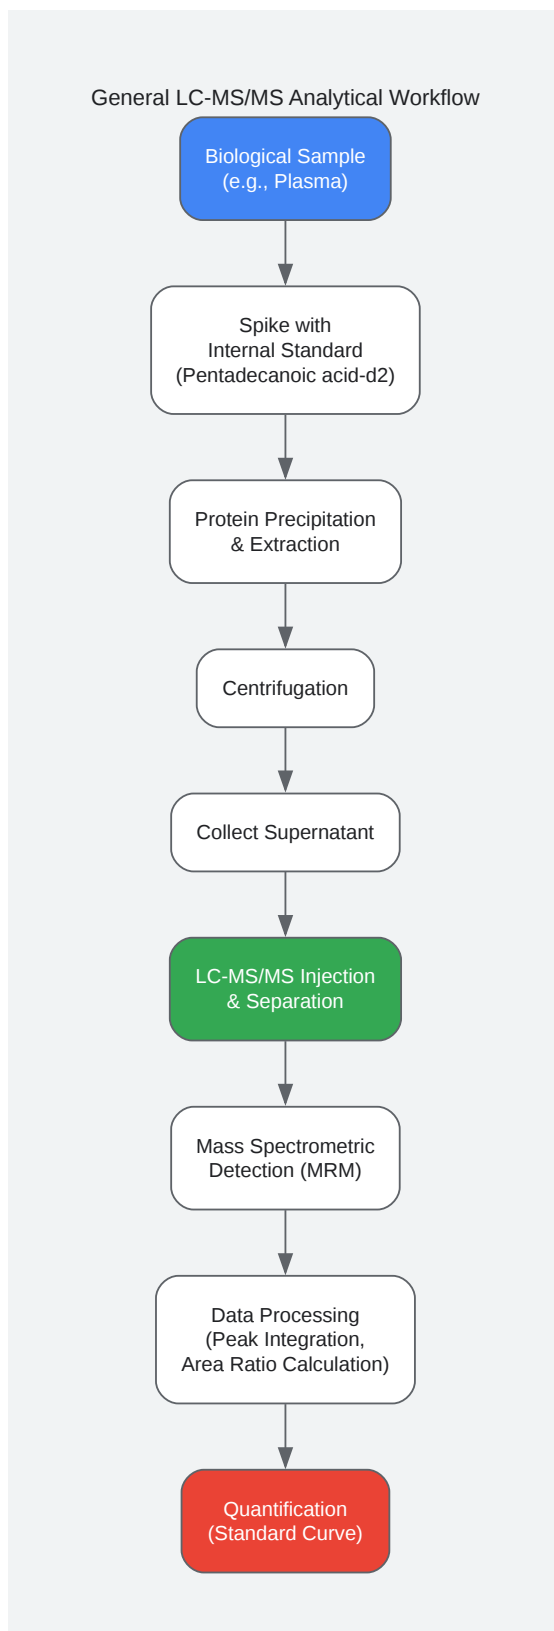 General LC-MS/MS Analytical Workflow
Biological Sample
(e.g., Plasma)
Spike with
Internal Standard
(Pentadecanoic acid-d2)
Protein Precipitation
& Extraction
Centrifugation
Collect Supernatant
LC-MS/MS Injection
& Separation
Mass Spectrometric
Detection (MRM)
Data Processing
(Peak Integration,
Area Ratio Calculation)
Quantification
(Standard Curve)